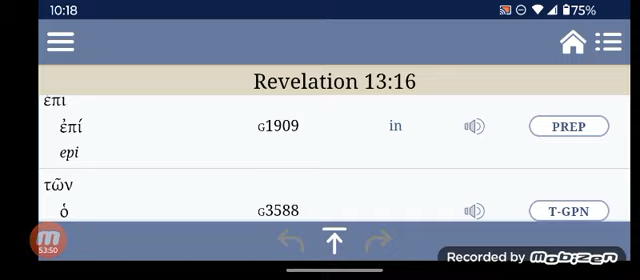 10:18 75%
Revelation 13:16
ἐπὶ
ἐπί G1909 in PREP
epi
τῶν
ὁ G3588 T-GPN
53:50
Recorded by MOBIZEN